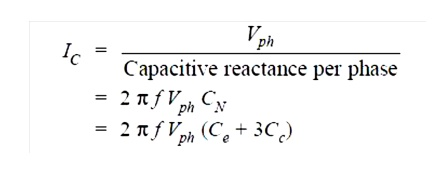 I_C = V_ph / Capacitive reactance per phase
= 2 π f V_ph C_N
= 2 π f V_ph (C_e + 3C_c)